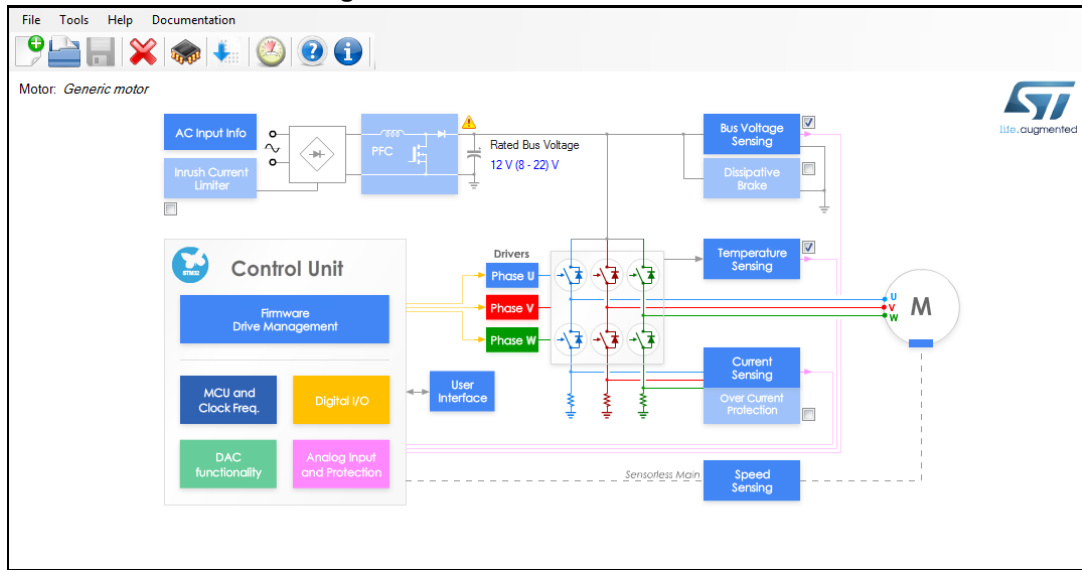 File Tools Help Documentation
Motor: Generic motor
life.augmented
AC Input Info
Inrush Current
Limiter
PFC
Rated Bus Voltage
12 V (8 - 22) V
Bus Voltage
Sensing
Dissipative
Brake
STM32
Control Unit
Firmware
Drive Management
MCU and
Clock Freq.
Digital I/O
DAC
functionality
Analog Input
and Protection
User
Interface
Drivers
Phase U
Phase V
Phase W
Temperature
Sensing
U
V
W
M
Current
Sensing
Over Current
Protection
Sensorless Main
Speed
Sensing